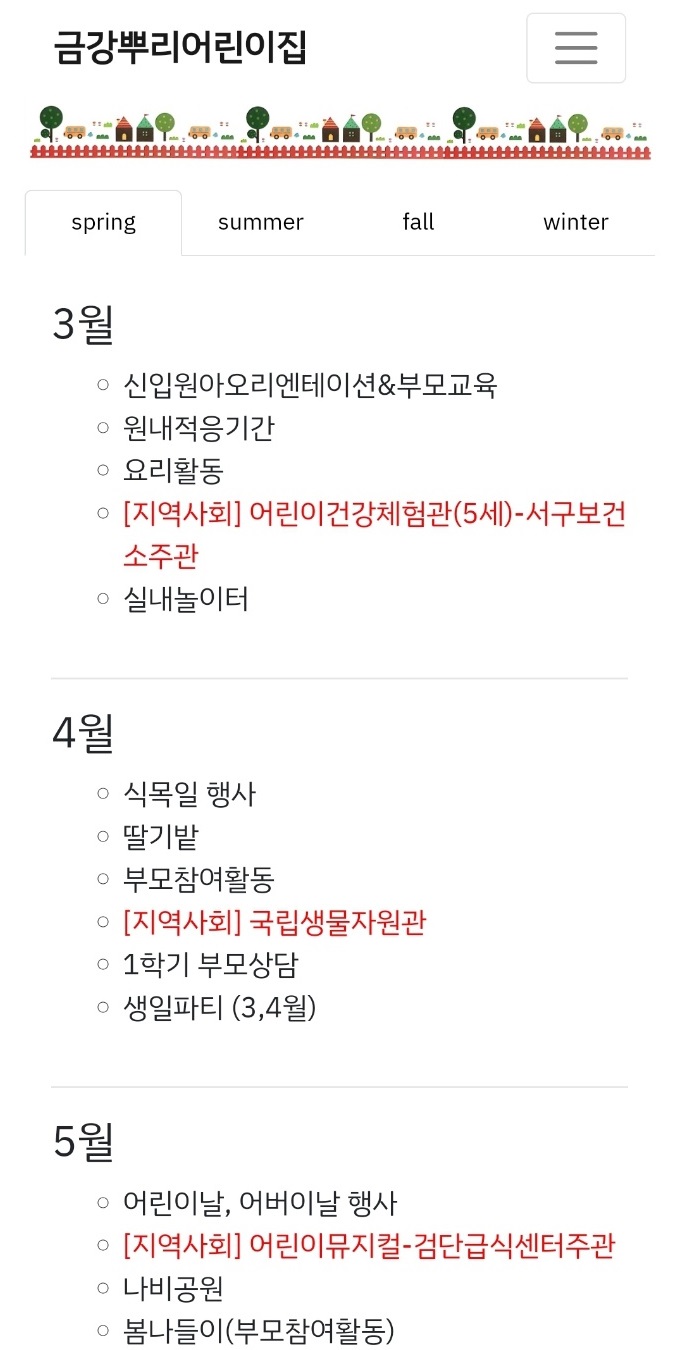 금강뿌리어린이집
spring
summer
fall
winter
3월
신입원아오리엔테이션&부모교육
원내적응기간
요리활동
[지역사회] 어린이건강체험관(5세)-서구보건
소주관
실내놀이터
4월
식목일 행사
딸기밭
부모참여활동
[지역사회] 국립생물자원관
1학기 부모상담
생일파티 (3,4월)
5월
어린이날, 어버이날 행사
[지역사회] 어린이뮤지컬-검단급식센터주관
나비공원
봄나들이(부모참여활동)